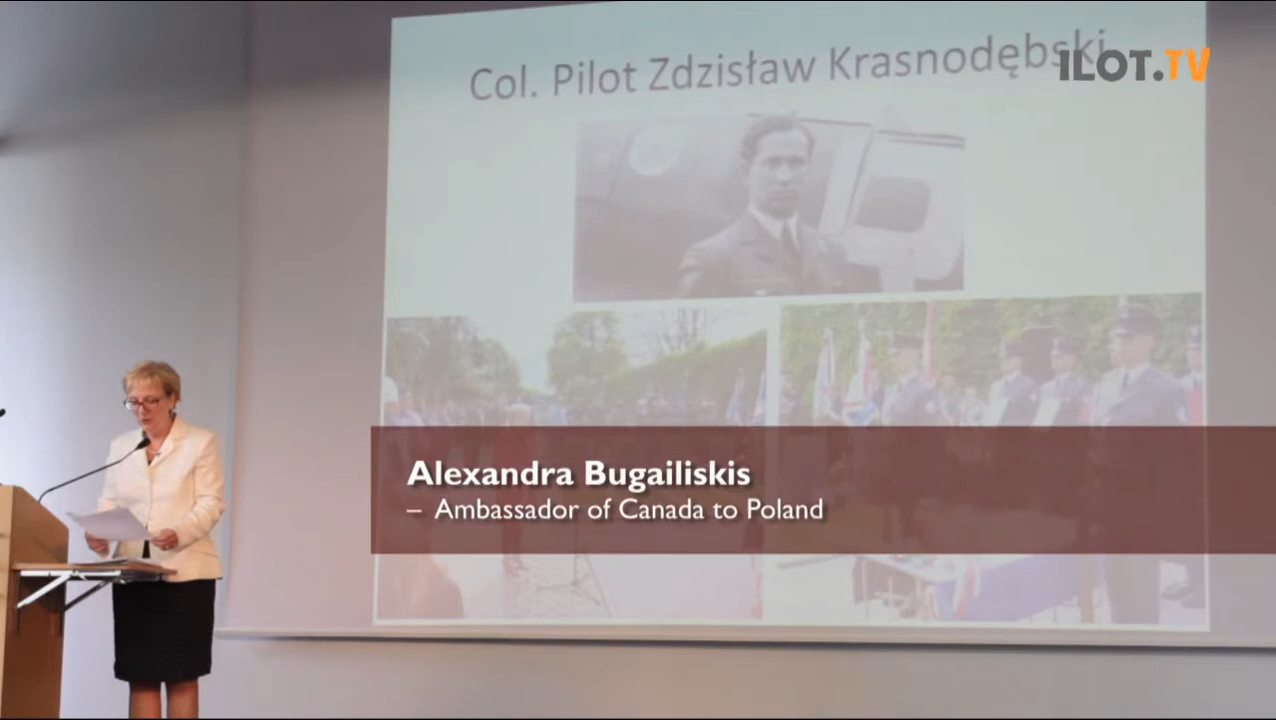 Col. Pilot Zdzisław Krasnodębski
ILOT.TV
Alexandra Bugailiskis
– Ambassador of Canada to Poland